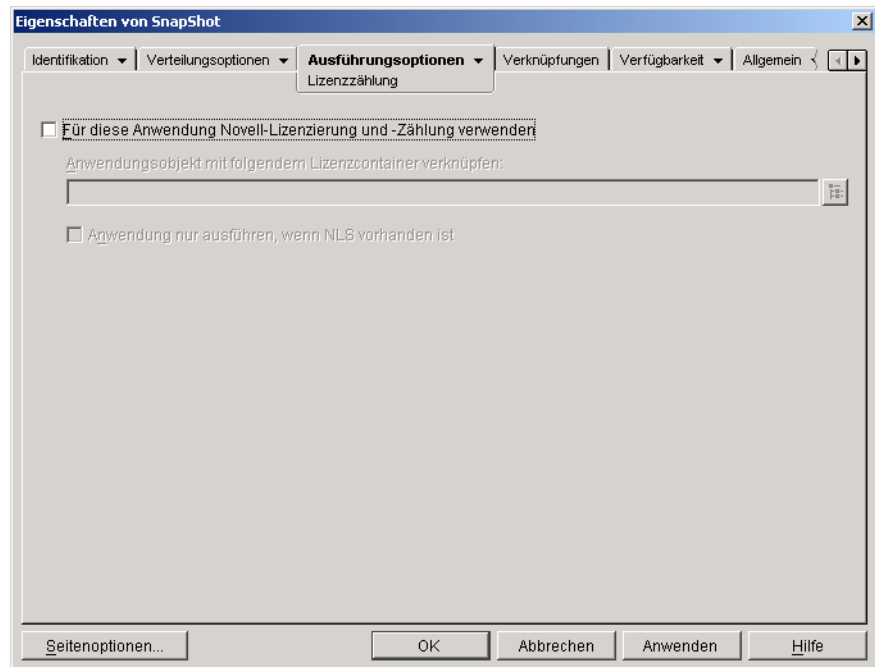 Eigenschaften von SnapShot
Identifikation Verteilungsoptionen Ausführungsoptionen Verknüpfungen Verfügbarkeit Allgemein
Lizenzzählung
Für diese Anwendung Novell-Lizenzierung und -Zählung verwenden
Anwendungsobjekt mit folgendem Lizenzcontainer verknüpfen:
Anwendung nur ausführen, wenn NLS vorhanden ist
Seitenoptionen... OK Abbrechen Anwenden Hilfe